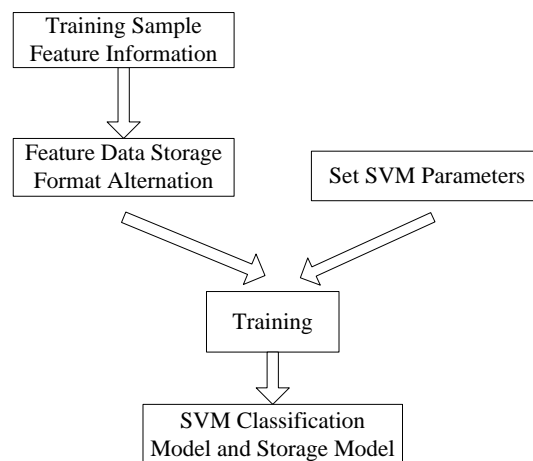 Training Sample
Feature Information
Feature Data Storage
Format Alternation
Set SVM Parameters
Training
SVM Classification
Model and Storage Model